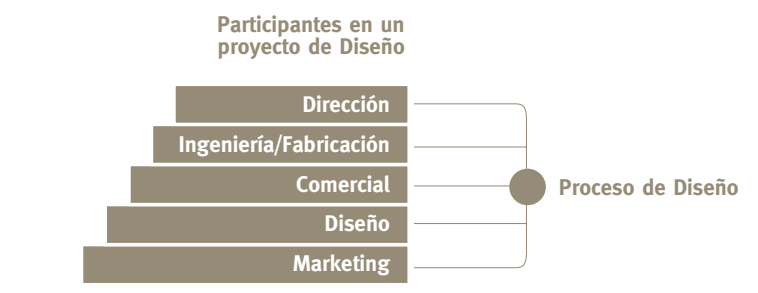 Participantes en un
proyecto de Diseño
Dirección
Ingeniería/Fabricación
Comercial
Diseño
Marketing
Proceso de Diseño